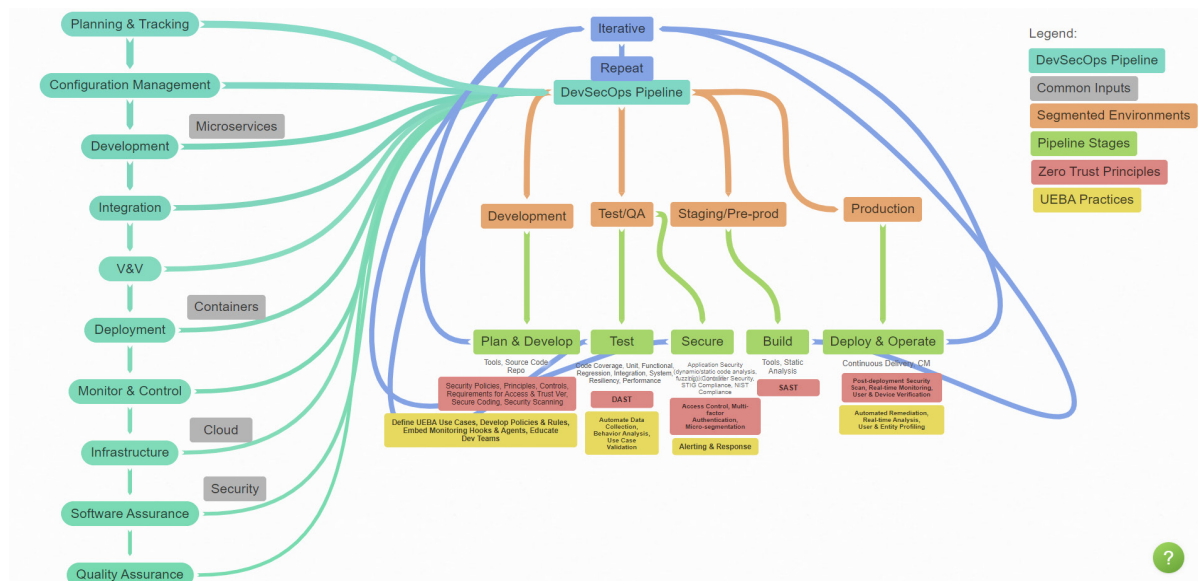 Planning & Tracking
Configuration Management
Microservices
Development
Integration
V&V
Containers
Deployment
Monitor & Control
Cloud
Infrastructure
Security
Software Assurance
Quality Assurance
Iterative
Repeat
DevSecOps Pipeline
Development
Test/QA
Staging/Pre-prod
Production
Plan & Develop
Tools, Source Code
Repo
Security Policies, Principles, Controls,
Requirements for Access & Trust Ver,
Secure Coding, Security Scanning
Define UEBA Use Cases, Develop Policies & Rules,
Embed Monitoring Hooks & Agents, Educate
Dev Teams
Test
Code Coverage, Unit, Functional,
Regression, Integration, System,
Resiliency, Performance
DAST
Automate Data
Collection,
Behavior Analysis,
Use Case
Validation
Secure
Application Security
(dynamic/static code analysis,
fuzzing), Container Security,
STIG Compliance, NIST
Compliance
Access Control, Multi-
factor
Authentication,
Micro-segmentation
Alerting & Response
Build
Tools, Static
Analysis
SAST
Deploy & Operate
Continuous Delivery, CM
Post-deployment Security
Scan, Real-time Monitoring,
User & Device Verification
Automated Remediation,
Real-time Analysis,
User & Entity Profiling
Legend:
DevSecOps Pipeline
Common Inputs
Segmented Environments
Pipeline Stages
Zero Trust Principles
UEBA Practices
?